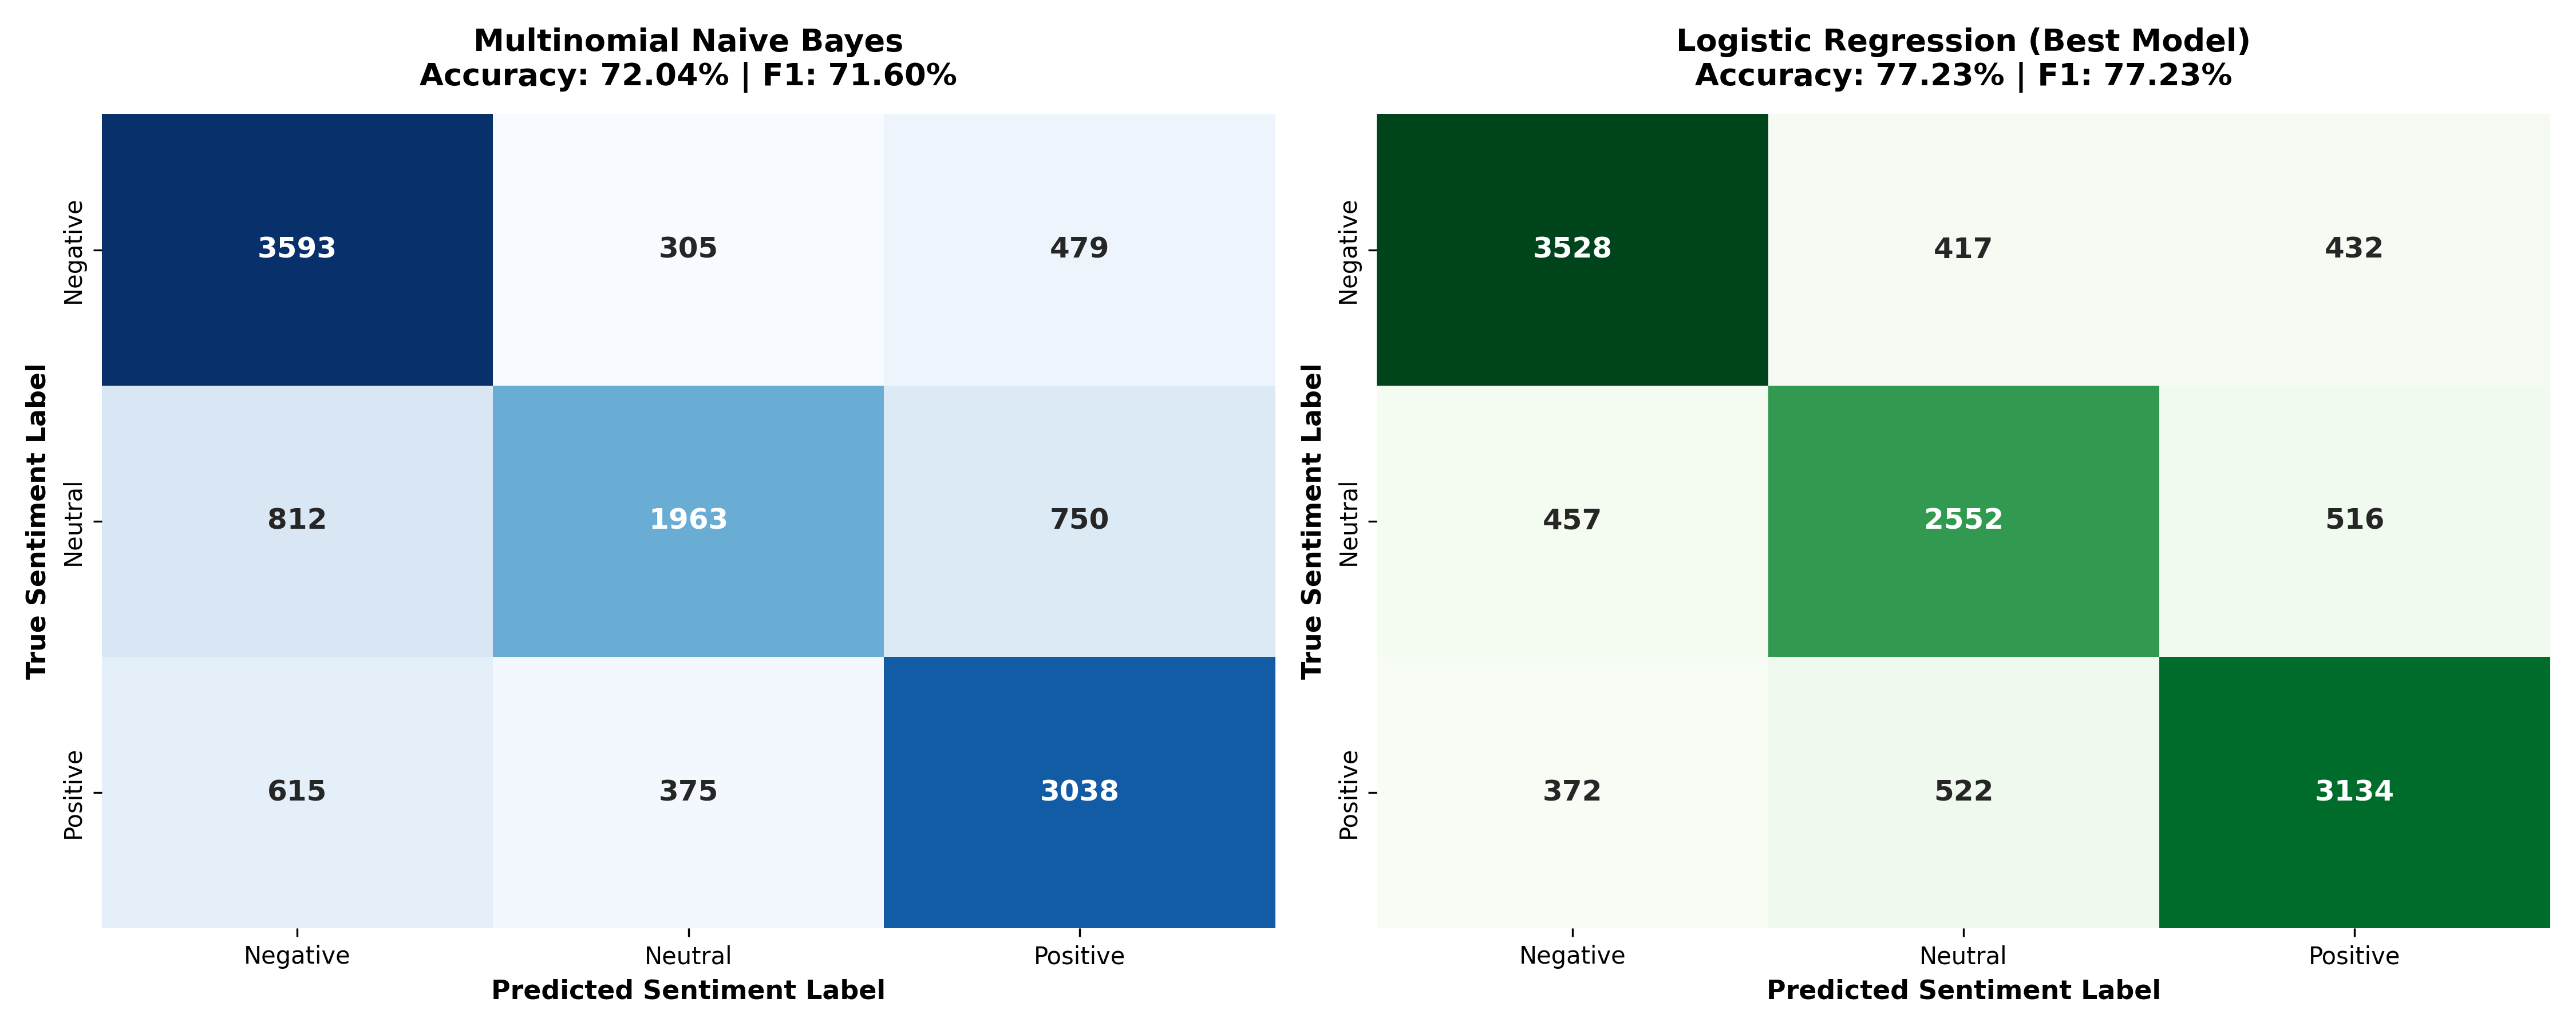 Multinomial Naive Bayes
Accuracy: 72.04% | F1: 71.60%
True Sentiment Label
Negative
3593 305 479
Neutral
812 1963 750
Positive
615 375 3038
Negative Neutral Positive
Predicted Sentiment Label
Logistic Regression (Best Model)
Accuracy: 77.23% | F1: 77.23%
True Sentiment Label
Negative
3528 417 432
Neutral
457 2552 516
Positive
372 522 3134
Negative Neutral Positive
Predicted Sentiment Label